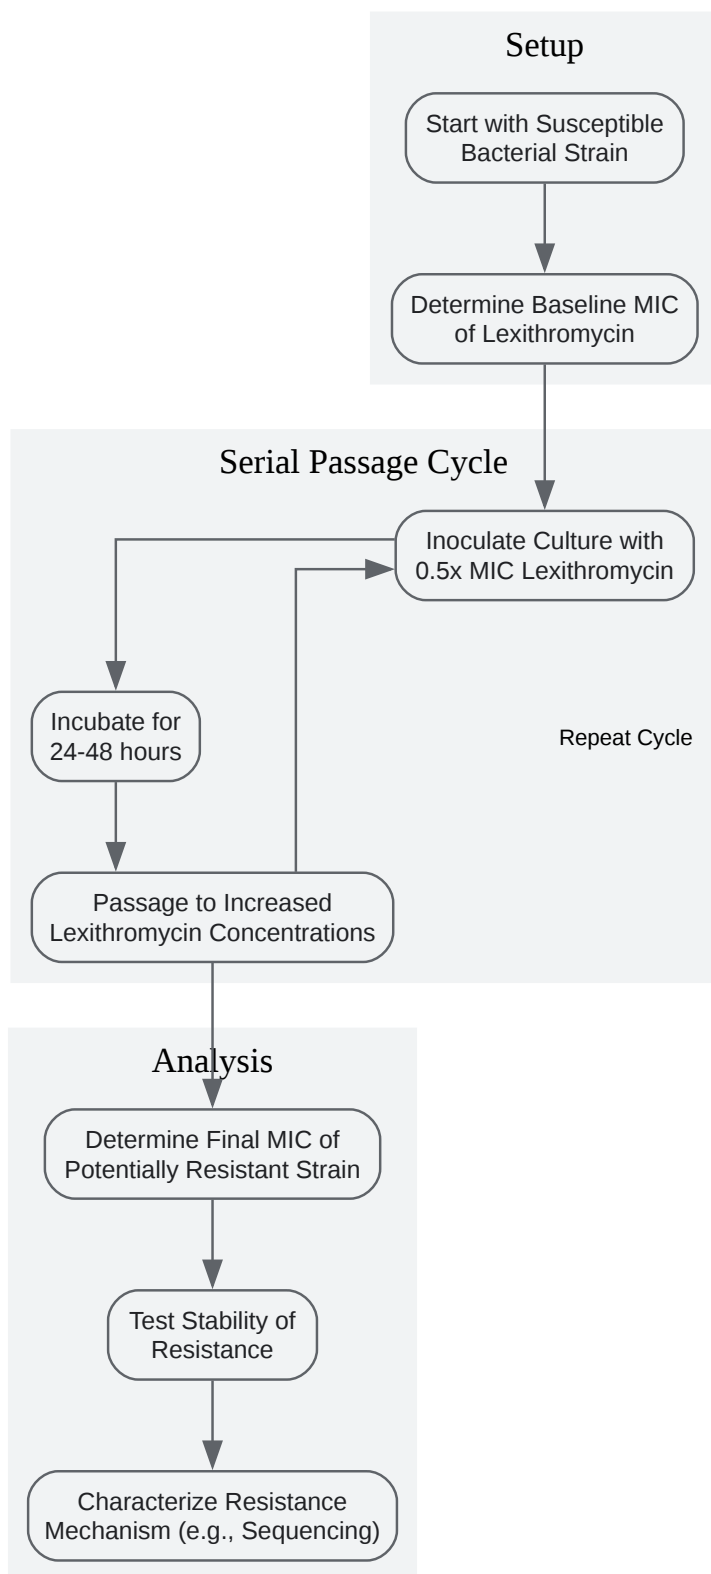 Setup
Start with Susceptible
Bacterial Strain
Determine Baseline MIC
of Lexithromycin
Serial Passage Cycle
Inoculate Culture with
0.5x MIC Lexithromycin
Incubate for
24-48 hours
Repeat Cycle
Passage to Increased
Lexithromycin Concentrations
Analysis
Determine Final MIC of
Potentially Resistant Strain
Test Stability of
Resistance
Characterize Resistance
Mechanism (e.g., Sequencing)